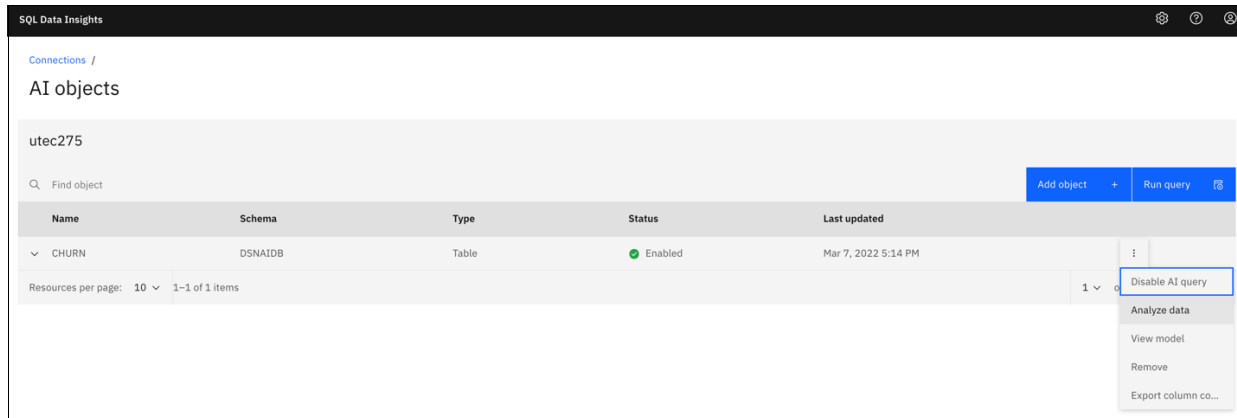 SQL Data Insights
Connections /
AI objects
utec275
Find object
Add object +
Run query
Name Schema Type Status Last updated
CHURN DSNAIDB Table Enabled Mar 7, 2022 5:14 PM
Resources per page: 10 1–1 of 1 items 1
Disable AI query
Analyze data
View model
Remove
Export column co...